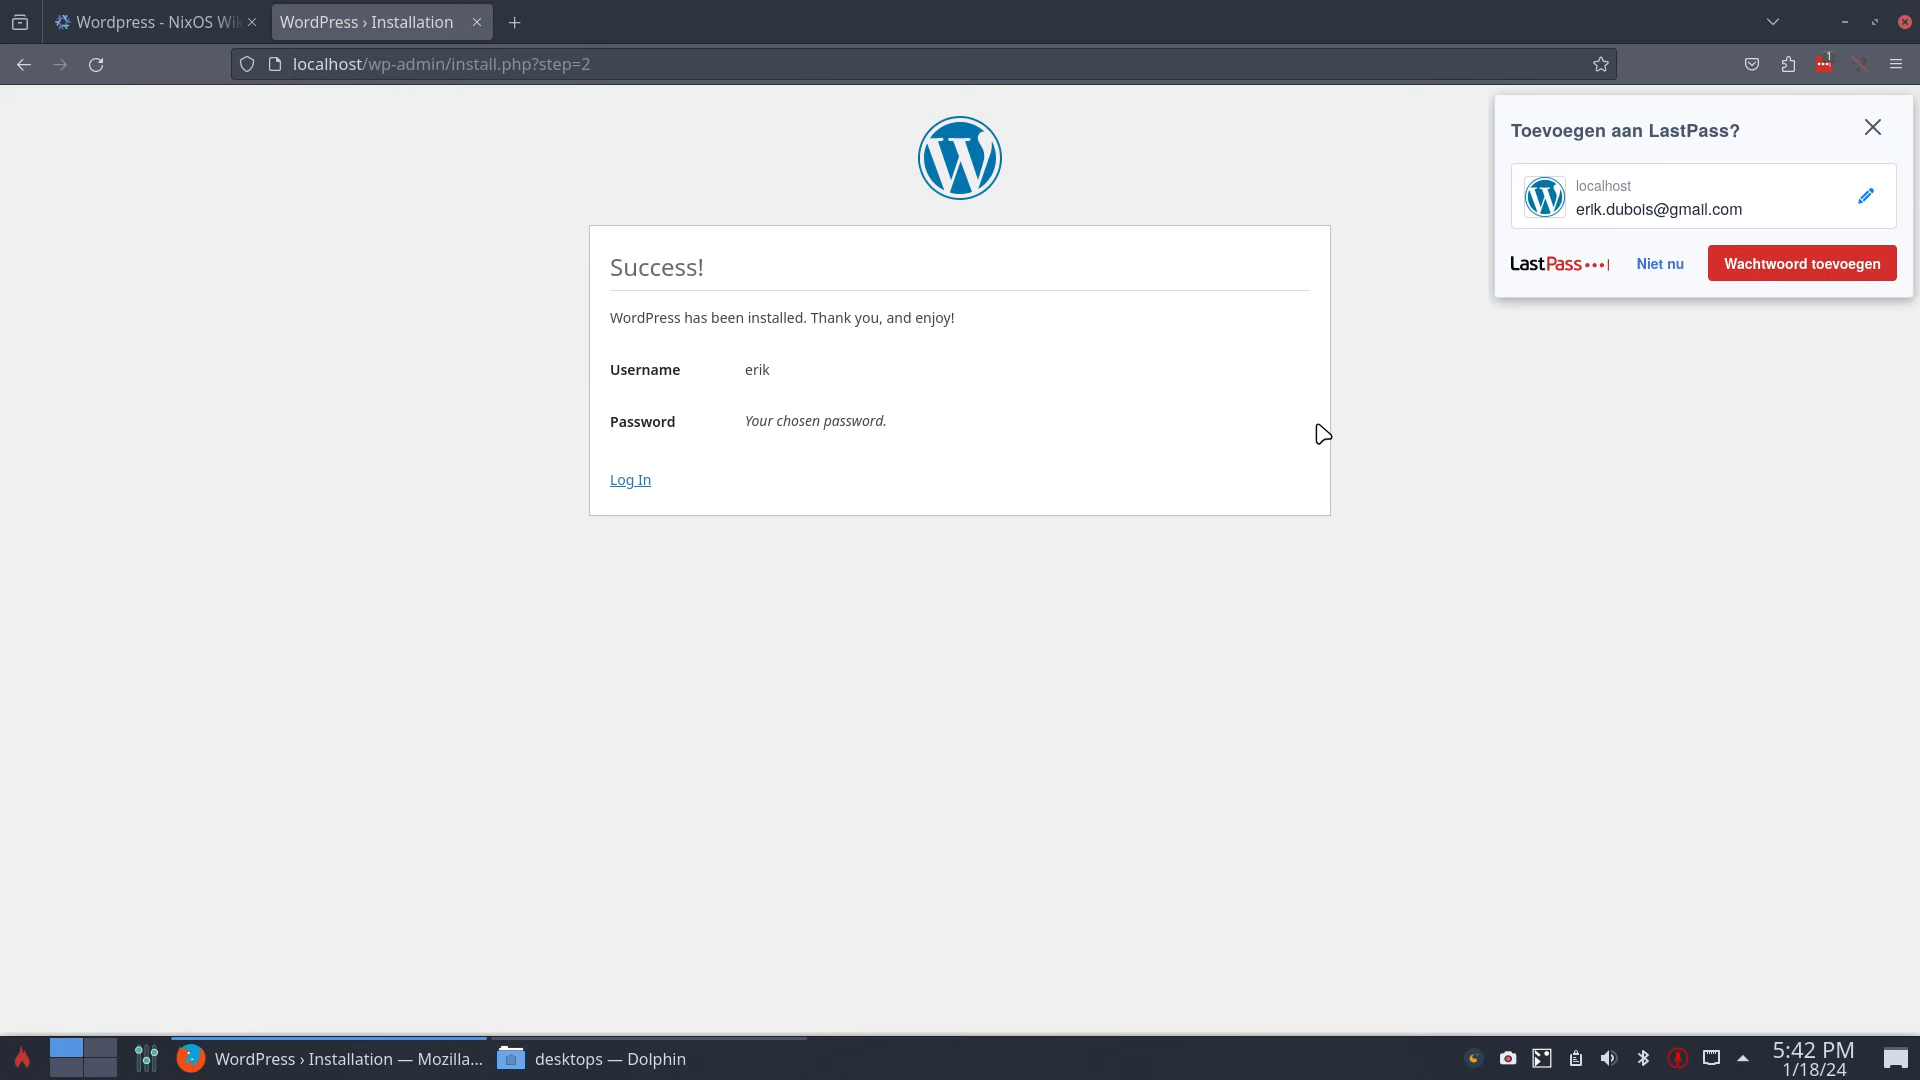 Wordpress - NixOS Wik
WordPress › Installation
localhost/wp-admin/install.php?step=2
1
Toevoegen aan LastPass?
localhost
erik.dubois@gmail.com
LastPass
Niet nu
Wachtwoord toevoegen
Success!
WordPress has been installed. Thank you, and enjoy!
Username erik
Password Your chosen password.
Log In
WordPress › Installation — Mozilla...
desktops — Dolphin
5:42 PM
1/18/24